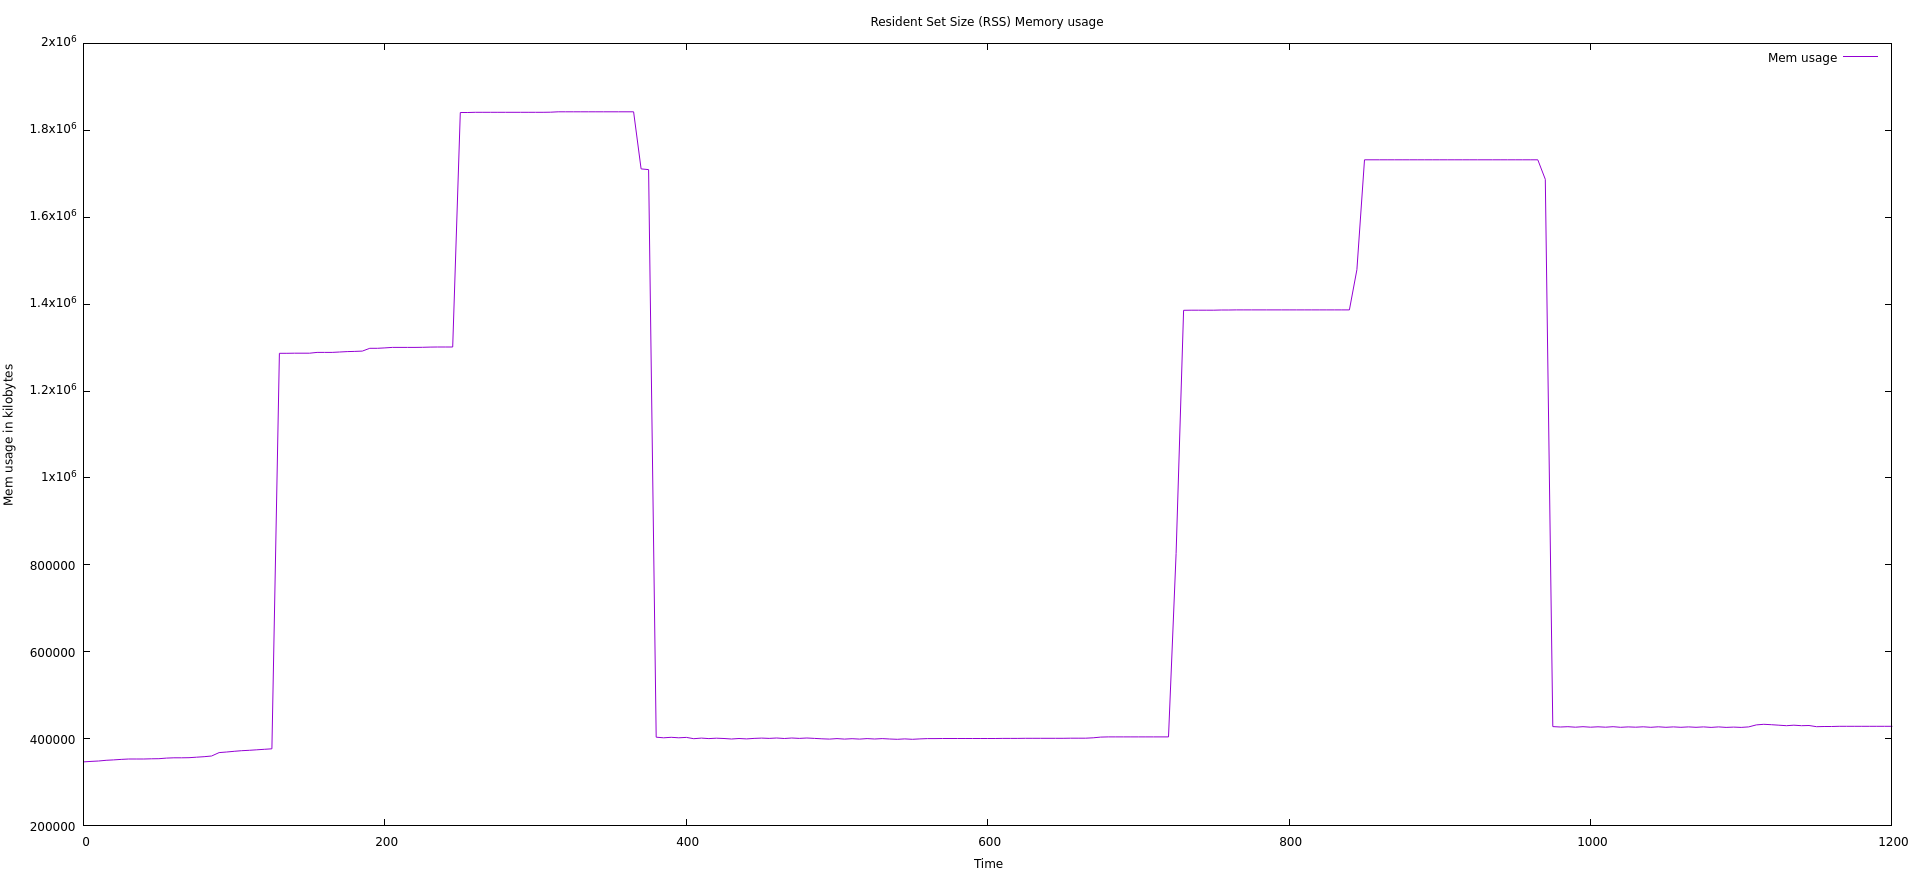 Resident Set Size (RSS) Memory usage
Mem usage
2x10⁶
1.8x10⁶
1.6x10⁶
1.4x10⁶
1.2x10⁶
1x10⁶
800000
600000
400000
200000
Mem usage in kilobytes
0 200 400 600 800 1000 1200
Time